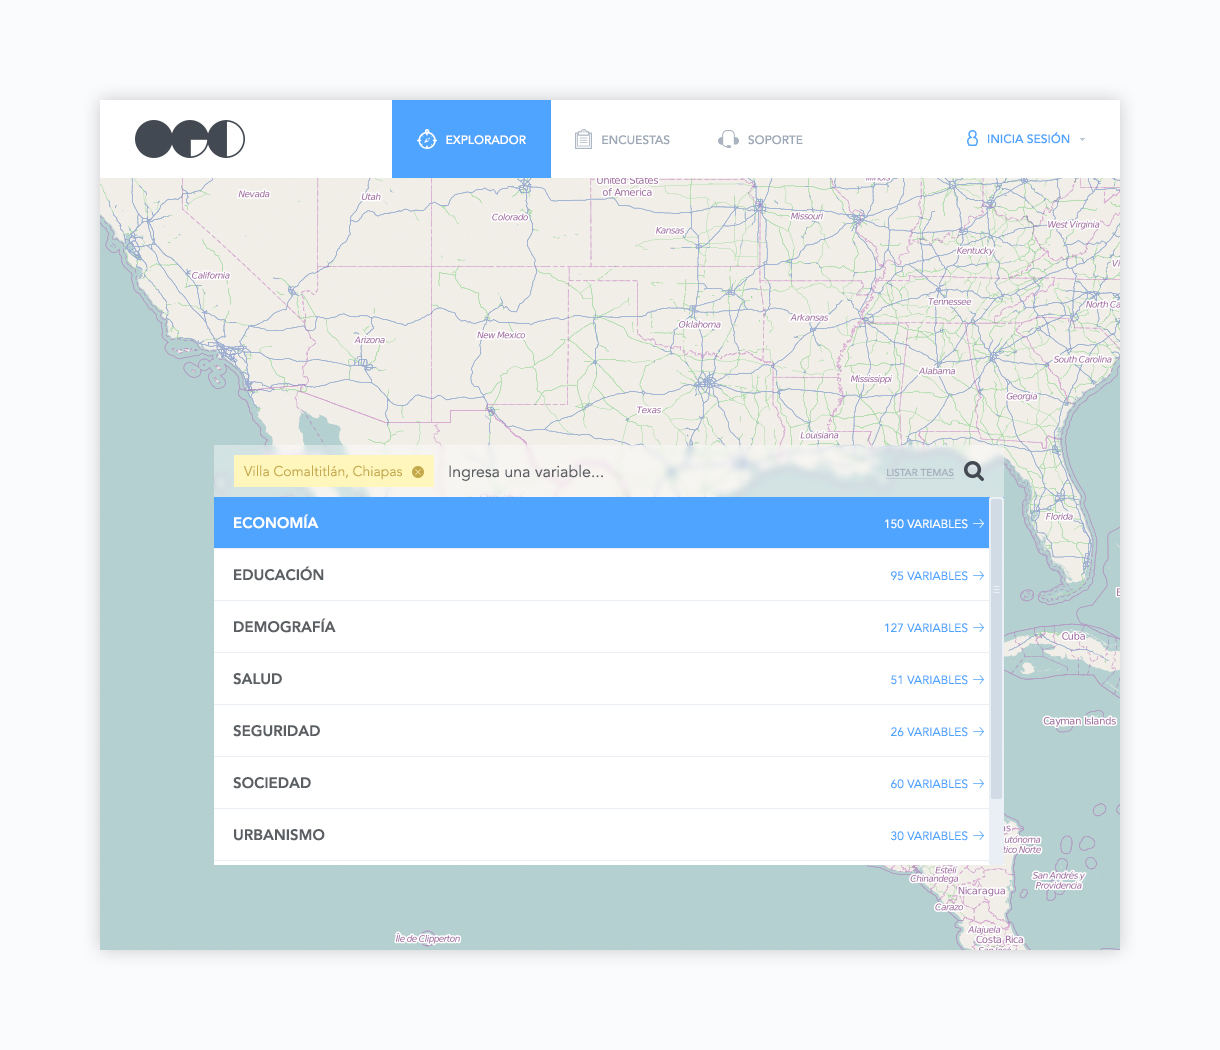 EXPLORADOR
ENCUESTAS
SOPORTE
INICIA SESIÓN
United States
of America
Nevada
Utah
Colorado
Kansas
Missouri
West Virginia
Kentucky
California
Tennessee
North Ca
Arkansas
Oklahoma
New Mexico
Arizona
South Carolina
Alabama
Mississippi
Georgia
Texas
Louisiana
Villa Comaltitlán, Chiapas
Ingresa una variable...
LISTAR TEMAS
ECONOMÍA 150 VARIABLES →
Florida
EDUCACIÓN 95 VARIABLES →
DEMOGRAFÍA 127 VARIABLES →
Cuba
SALUD 51 VARIABLES →
Cayman Islands
SEGURIDAD 26 VARIABLES →
SOCIEDAD 60 VARIABLES →
URBANISMO 30 VARIABLES →
utónoma
tico Norte
Estelí
Chinandega
San Andrés y
Providencia
Nicaragua
Carazo
Alajuela
Costa Rica
Île de Clipperton